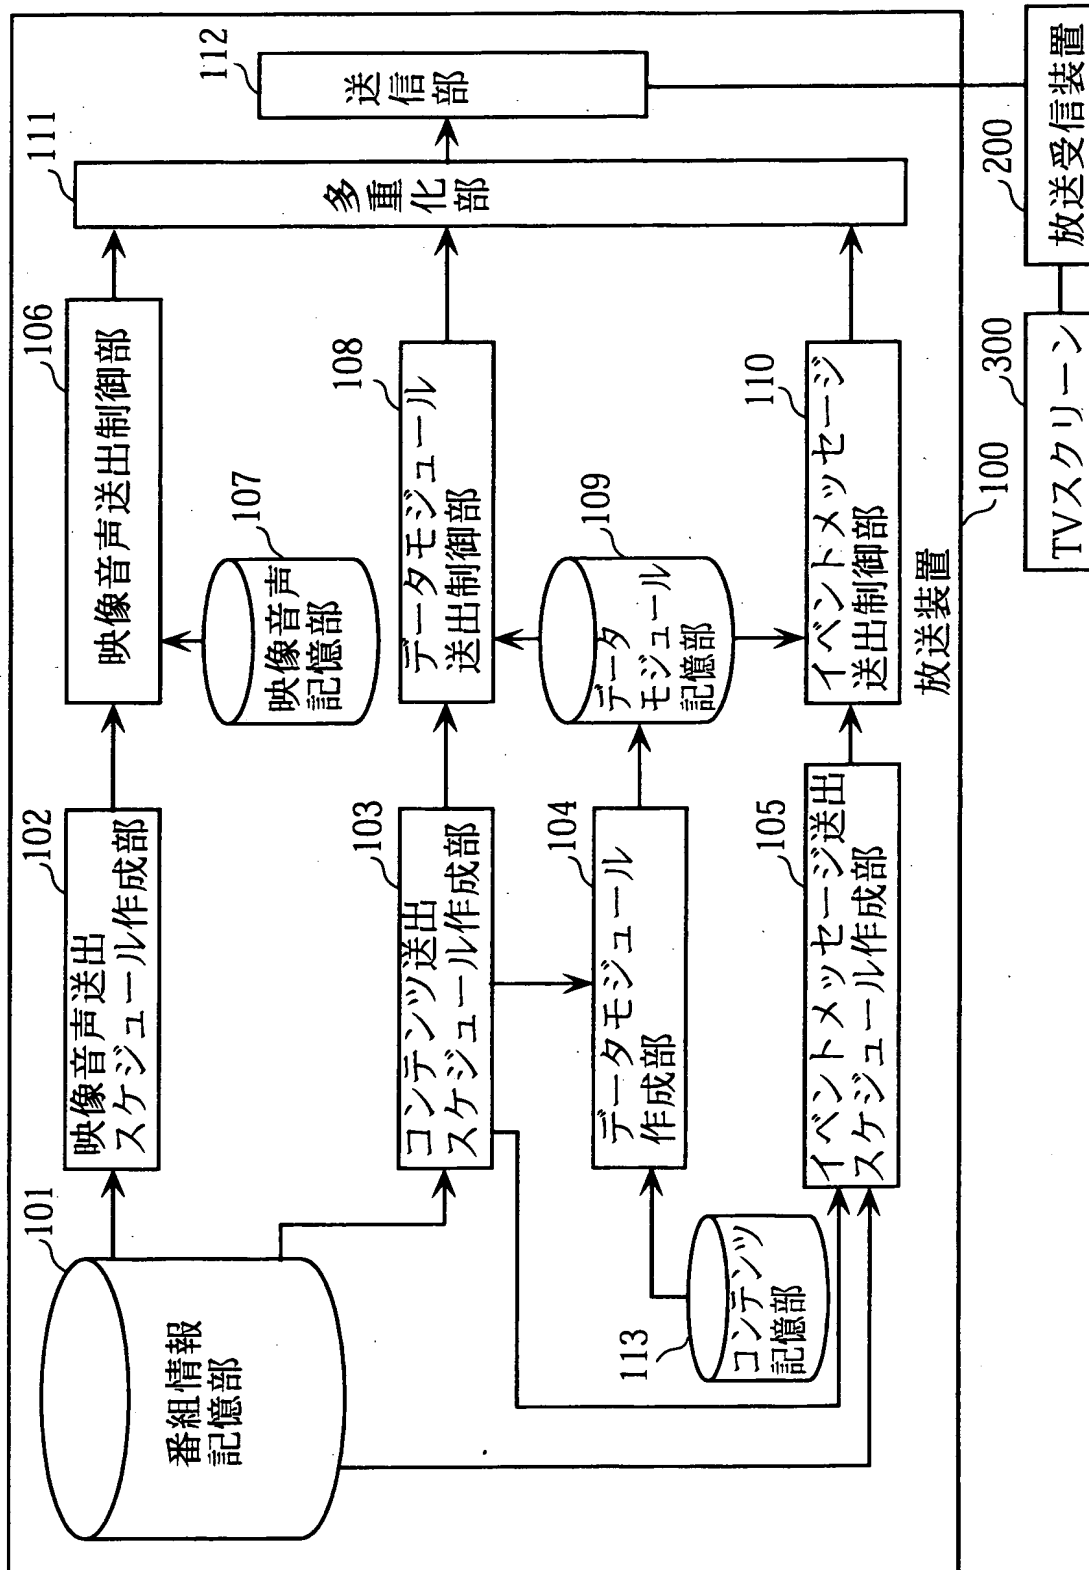 101
番組情報
記憶部
102
映像音声送出
スケジュール作成部
106
映像音声送出制御部
107
映像音声
記憶部
103
コンテンツ送出
スケジュール作成部
108
データモジュール
送出制御部
104
データモジュール
作成部
109
データ
モジュール
記憶部
113
コンテンツ
記憶部
105
イベントメッセージ送出
スケジュール作成部
110
イベントメッセージ
送出制御部
111
多重化部
112
送信部
放送装置
100
200
放送受信装置
300
TVスクリーン